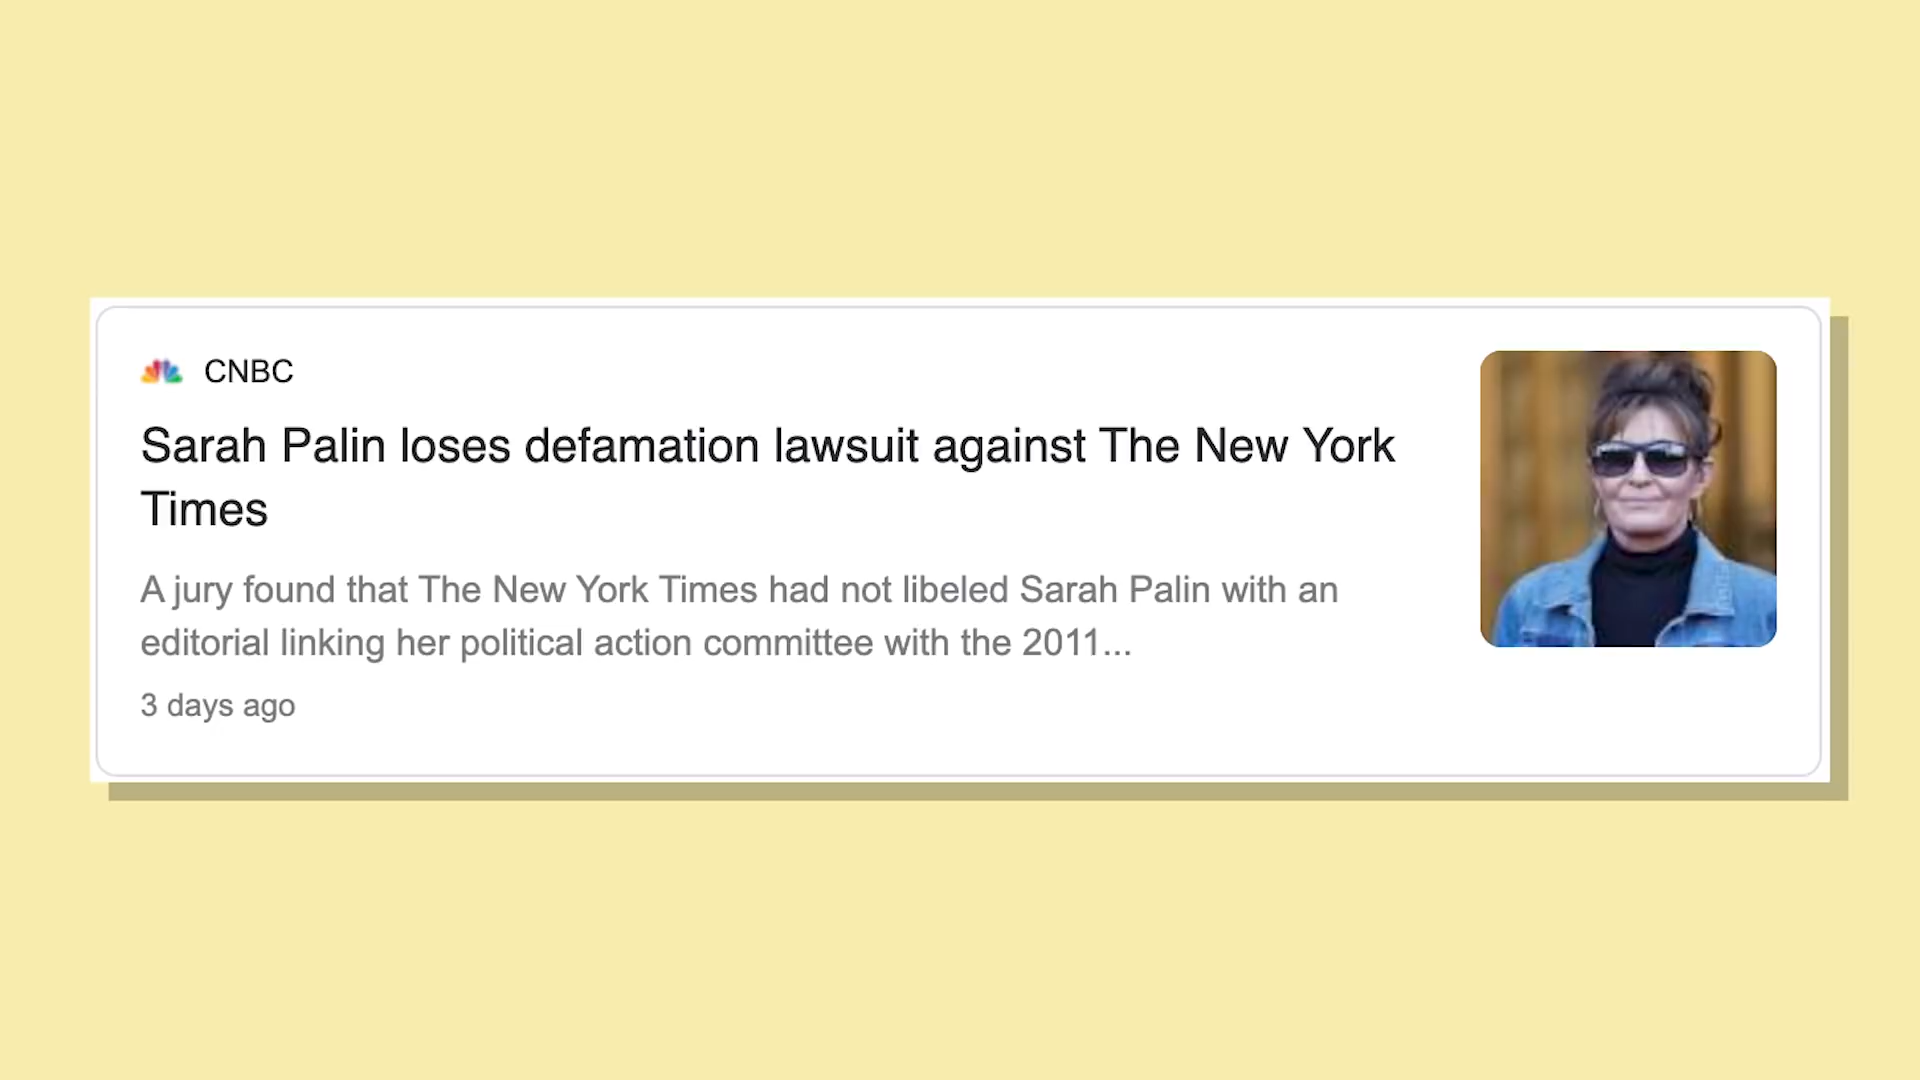 CNBC
Sarah Palin loses defamation lawsuit against The New York
Times
A jury found that The New York Times had not libeled Sarah Palin with an
editorial linking her political action committee with the 2011...
3 days ago